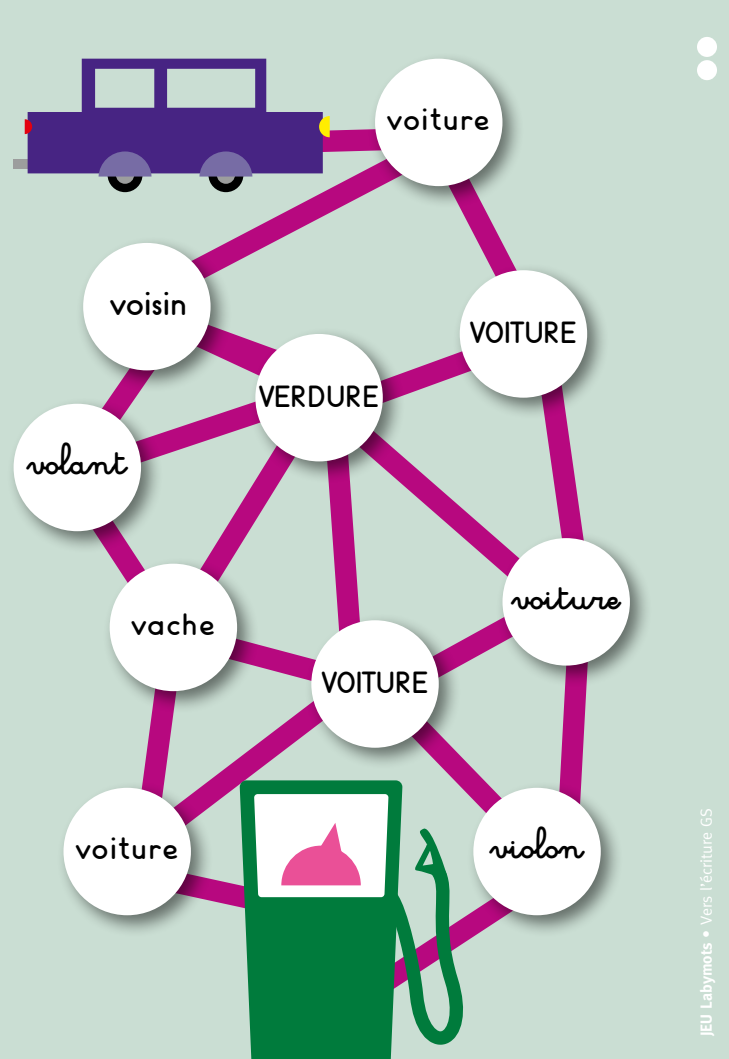 voiture
voisin
VOITURE
VERDURE
volant
voiture
vache
VOITURE
voiture
violon
JEU Labymots • Vers l'écriture GS